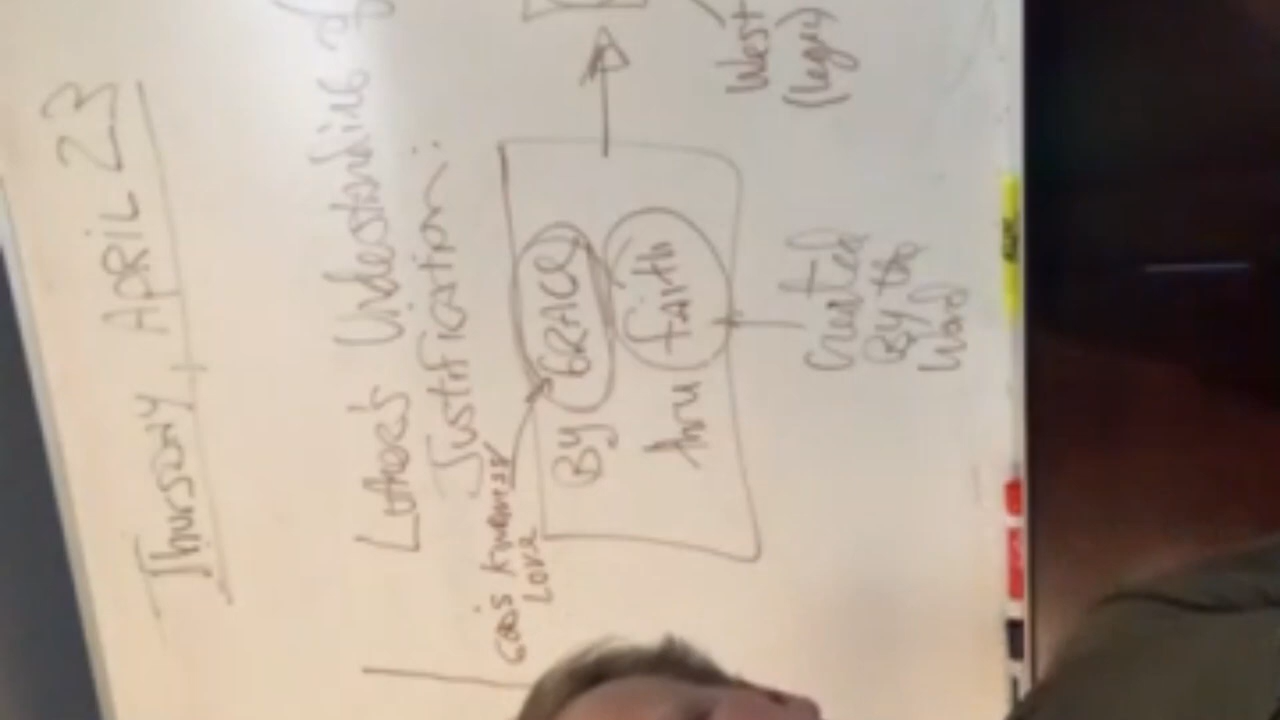 THURSDAY, APRIL 23
LUTHER'S UNDERSTANDING of
JUSTIFICATION:
GOD'S KINDNESS
LOVE
BY GRACE
thru faith
West
(legal)
Created
By the
Word